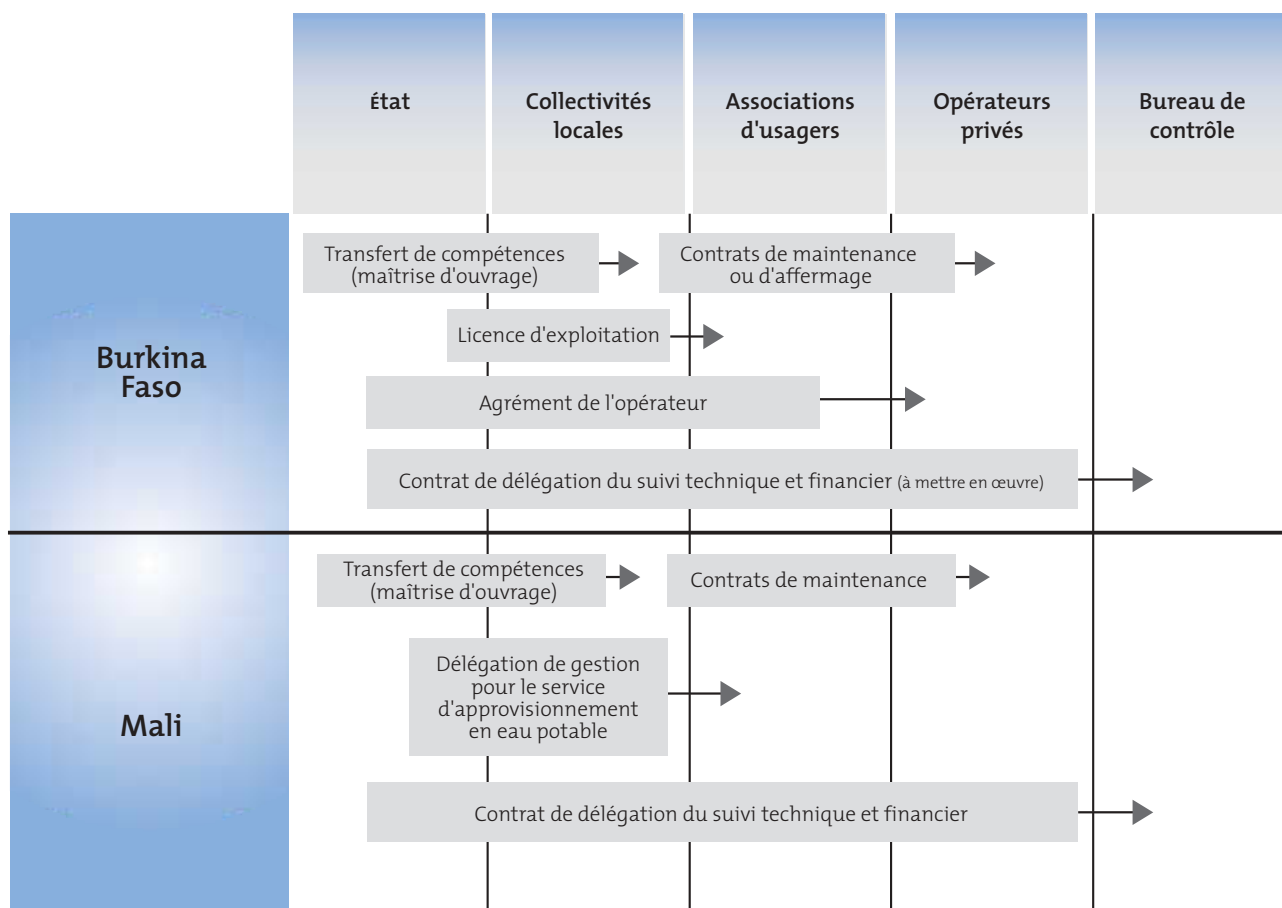 État
Collectivités
locales
Associations
d'usagers
Opérateurs
privés
Bureau de
contrôle
Burkina
Faso
Transfert de compétences
(maîtrise d'ouvrage)
Contrats de maintenance
ou d'affermage
Licence d'exploitation
Agrément de l'opérateur
Contrat de délégation du suivi technique et financier (à mettre en œuvre)
Mali
Transfert de compétences
(maîtrise d'ouvrage)
Contrats de maintenance
Délégation de gestion
pour le service
d'approvisionnement
en eau potable
Contrat de délégation du suivi technique et financier